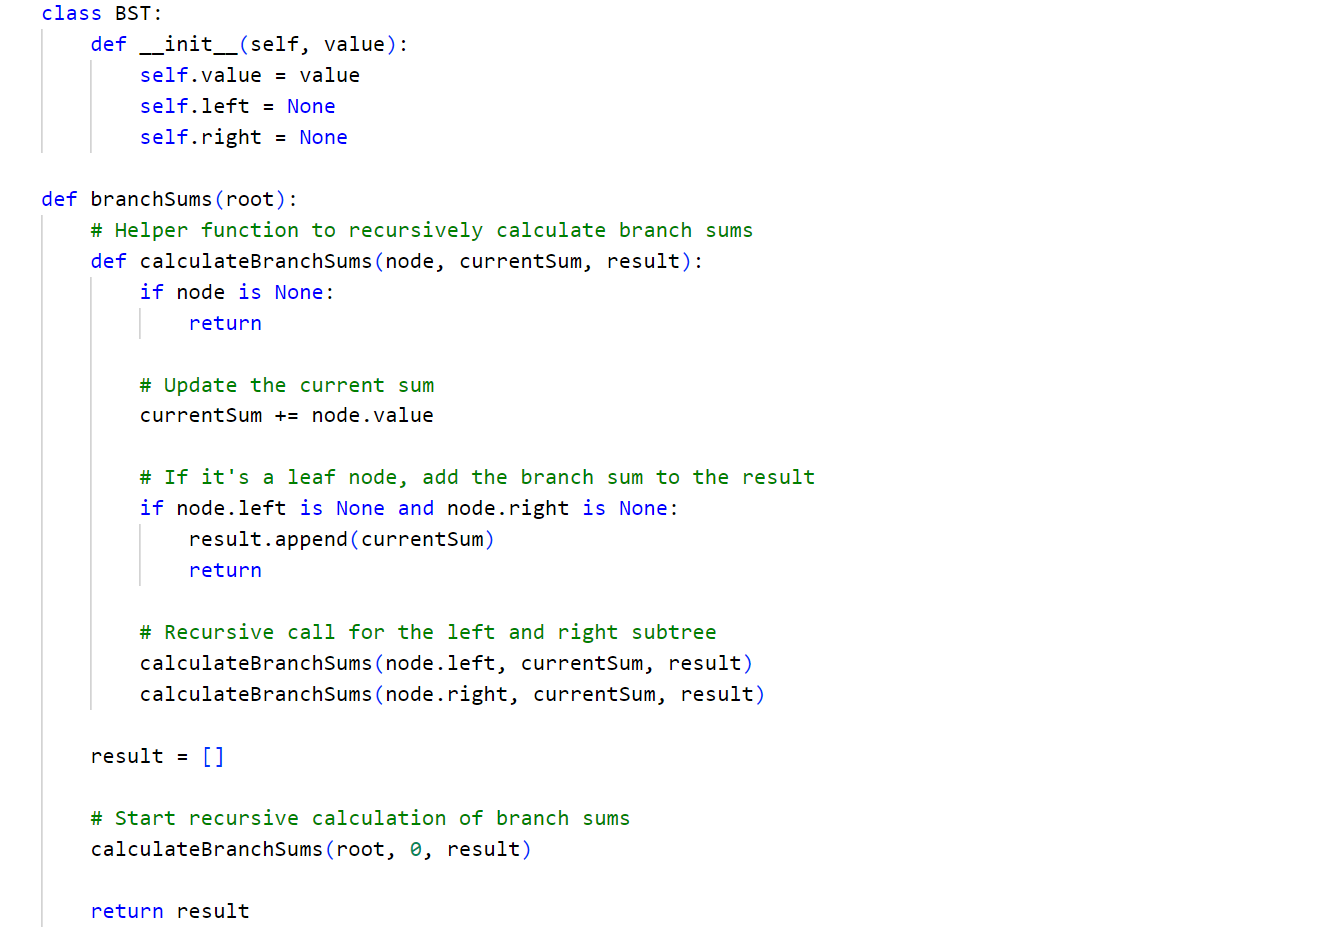 class BST:
    def __init__(self, value):
        self.value = value
        self.left = None
        self.right = None

def branchSums(root):
    # Helper function to recursively calculate branch sums
    def calculateBranchSums(node, currentSum, result):
        if node is None:
            return

        # Update the current sum
        currentSum += node.value

        # If it's a leaf node, add the branch sum to the result
        if node.left is None and node.right is None:
            result.append(currentSum)
            return

        # Recursive call for the left and right subtree
        calculateBranchSums(node.left, currentSum, result)
        calculateBranchSums(node.right, currentSum, result)

    result = []

    # Start recursive calculation of branch sums
    calculateBranchSums(root, 0, result)

    return result